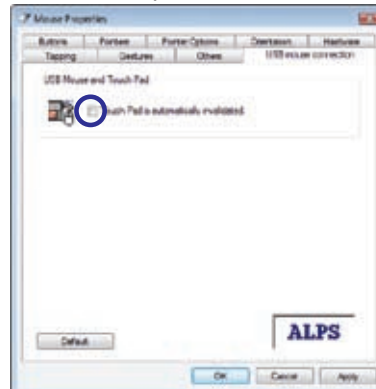 Mouse Properties
Buttons Pointers Pointer Options Orientation Hardware
Tapping Gestures Others USB mouse connection
USB Mouse and Touch Pad
Touch Pad is automatically invalidated.
Default
ALPS
OK Cancel Apply